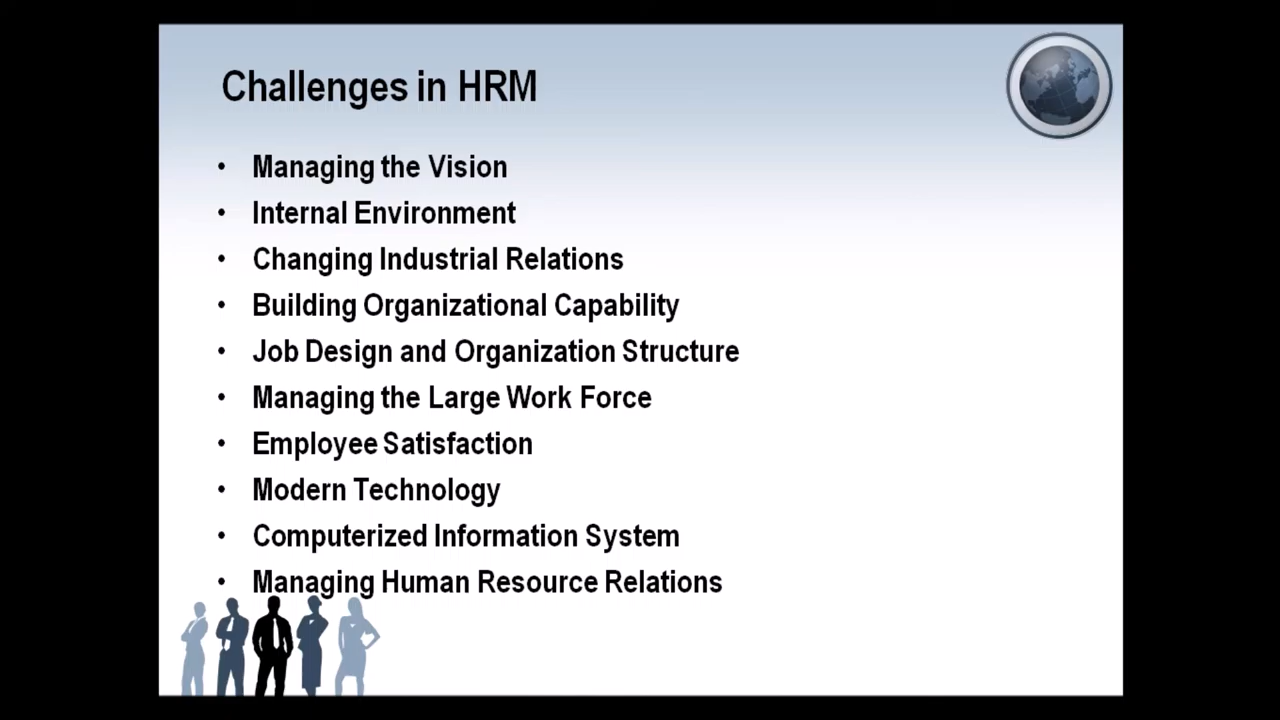 Challenges in HRM
• Managing the Vision
• Internal Environment
• Changing Industrial Relations
• Building Organizational Capability
• Job Design and Organization Structure
• Managing the Large Work Force
• Employee Satisfaction
• Modern Technology
• Computerized Information System
• Managing Human Resource Relations